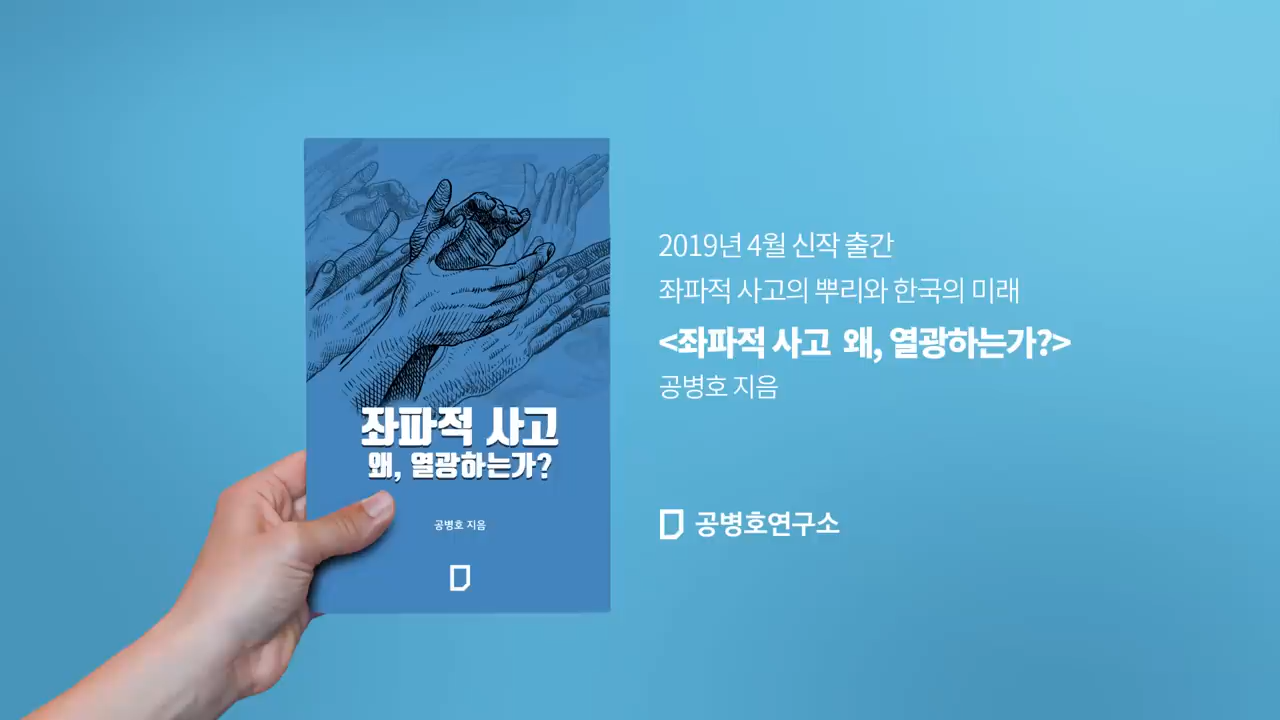 좌파적 사고
왜, 열광하는가?
공병호 지음
2019년 4월 신작 출간
좌파적 사고의 뿌리와 한국의 미래
<좌파적 사고 왜, 열광하는가?>
공병호 지음
공병호연구소